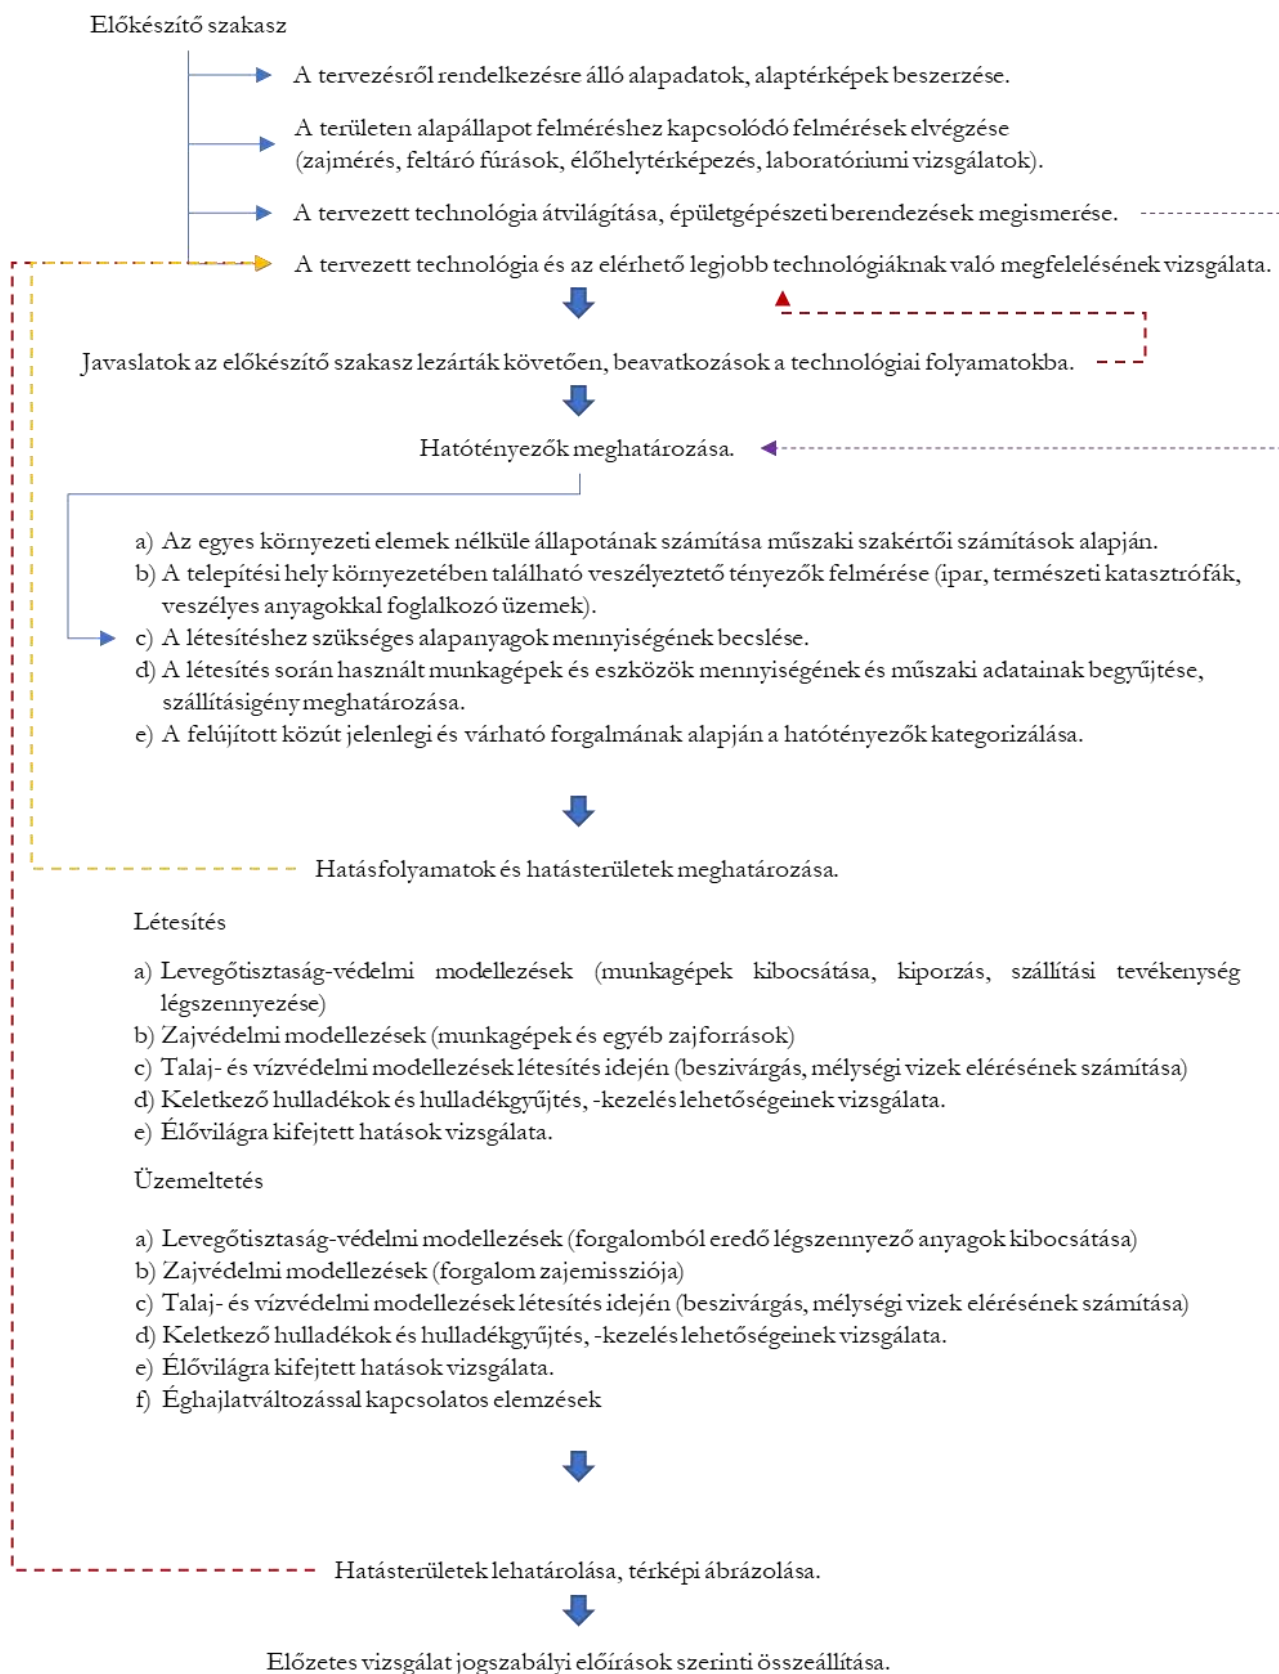 Előkészítő szakasz
A tervezésről rendelkezésre álló alapadatok, alaptérképek beszerzése.
A területen alapállapot felméréshez kapcsolódó felmérések elvégzése
(zajmérés, feltáró fúrások, élőhelytérképezés, laboratóriumi vizsgálatok).
A tervezett technológia átvilágítása, épületgépészeti berendezések megismerése.
A tervezett technológia és az elérhető legjobb technológiáknak való megfelelésének vizsgálata.
Javaslatok az előkészítő szakasz lezárták követően, beavatkozások a technológiai folyamatokba.
Hatótényezők meghatározása.
a) Az egyes környezeti elemek nélküle állapotának számítása műszaki szakértői számítások alapján.
b) A telepítési hely környezetében található veszélyeztető tényezők felmérése (ipar, természeti katasztrófák,
veszélyes anyagokkal foglalkozó üzemek).
c) A létesítéshez szükséges alapanyagok mennyiségének becslése.
d) A létesítés során használt munkagépek és eszközök mennyiségének és műszaki adatainak begyűjtése,
szállításigény meghatározása.
e) A felújított közút jelenlegi és várható forgalmának alapján a hatótényezők kategorizálása.
Hatásfolyamatok és hatásterületek meghatározása.
Létesítés
a) Levegőtisztaság-védelmi modellezések (munkagépek kibocsátása, kiporzás, szállítási tevékenység
légszennyezése)
b) Zajvédelmi modellezések (munkagépek és egyéb zajforrások)
c) Talaj- és vízvédelmi modellezések létesítés idején (beszivárgás, mélységi vizek elérésének számítása)
d) Keletkező hulladékok és hulladékgyűjtés, -kezelés lehetőségeinek vizsgálata.
e) Élővilágra kifejtett hatások vizsgálata.
Üzemeltetés
a) Levegőtisztaság-védelmi modellezések (forgalomból eredő légszennyező anyagok kibocsátása)
b) Zajvédelmi modellezések (forgalom zajemissziója)
c) Talaj- és vízvédelmi modellezések létesítés idején (beszivárgás, mélységi vizek elérésének számítása)
d) Keletkező hulladékok és hulladékgyűjtés, -kezelés lehetőségeinek vizsgálata.
e) Élővilágra kifejtett hatások vizsgálata.
f) Éghajlatváltozással kapcsolatos elemzések
Hatásterületek lehatárolása, térképi ábrázolása.
Előzetes vizsgálat jogszabályi előírások szerinti összeállítása.